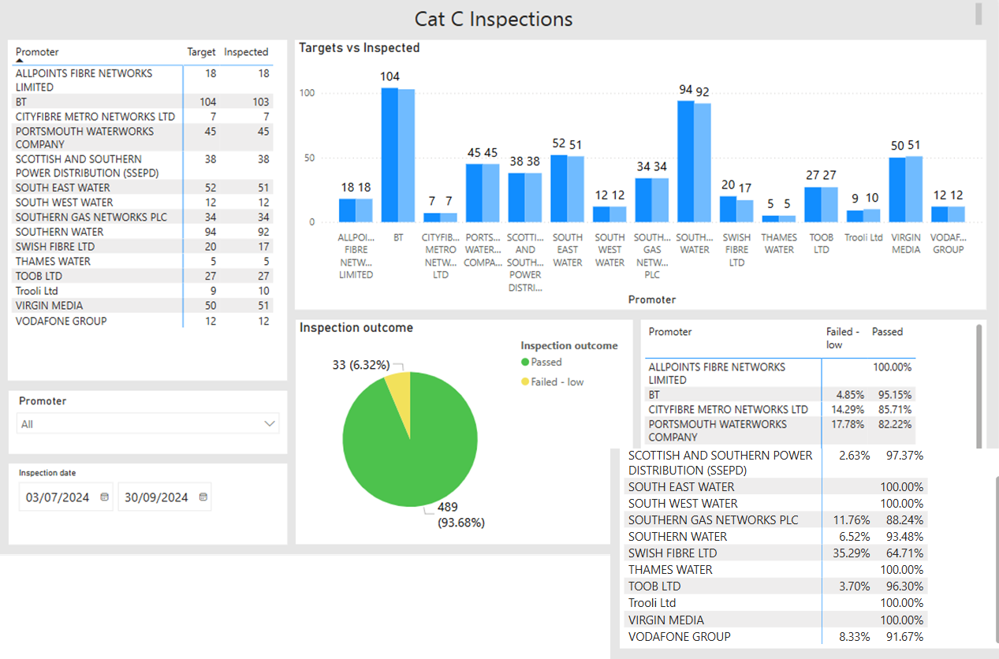 Cat C Inspections
Promoter Target Inspected
ALLPOINTS FIBRE NETWORKS 18 18
LIMITED
BT 104 103
CITYFIBRE METRO NETWORKS LTD 7 7
PORTSMOUTH WATERWORKS 45 45
COMPANY
SCOTTISH AND SOUTHERN 38 38
POWER DISTRIBUTION (SSEPD)
SOUTH EAST WATER 52 51
SOUTH WEST WATER 12 12
SOUTHERN GAS NETWORKS PLC 34 34
SOUTHERN WATER 94 92
SWISH FIBRE LTD 20 17
THAMES WATER 5 5
TOOB LTD 27 27
Trooli Ltd 9 10
VIRGIN MEDIA 50 51
VODAFONE GROUP 12 12
Promoter
All
Inspection date
03/07/2024 30/09/2024
Targets vs Inspected
104
100
94 92
52 51
50 51
50
45 45
38 38
34 34
27 27
20 17
18 18
12 12
12 12
9 10
7 7
5 5
0
ALLPOI... BT CITYFIB... PORTS... SCOTTI... SOUTH SOUTH SOUTH... SOUTH... SWISH THAMES TOOB Trooli Ltd VIRGIN VODAF...
FIBRE METRO WATER... AND EAST WEST GAS WATER FIBRE WATER LTD MEDIA GROUP
NETW... NETW... COMPA... SOUTH... WATER WATER NETW... LTD
LIMITED LTD POWER PLC
DISTRI...
Promoter
Inspection outcome
33 (6.32%)
489
(93.68%)
Inspection outcome
Passed
Failed - low
Promoter Failed - Passed
low
ALLPOINTS FIBRE NETWORKS 100.00%
LIMITED
BT 4.85% 95.15%
CITYFIBRE METRO NETWORKS LTD 14.29% 85.71%
PORTSMOUTH WATERWORKS 17.78% 82.22%
COMPANY
SCOTTISH AND SOUTHERN POWER 2.63% 97.37%
DISTRIBUTION (SSEPD)
SOUTH EAST WATER 100.00%
SOUTH WEST WATER 100.00%
SOUTHERN GAS NETWORKS PLC 11.76% 88.24%
SOUTHERN WATER 6.52% 93.48%
SWISH FIBRE LTD 35.29% 64.71%
THAMES WATER 100.00%
TOOB LTD 3.70% 96.30%
Trooli Ltd 100.00%
VIRGIN MEDIA 100.00%
VODAFONE GROUP 8.33% 91.67%